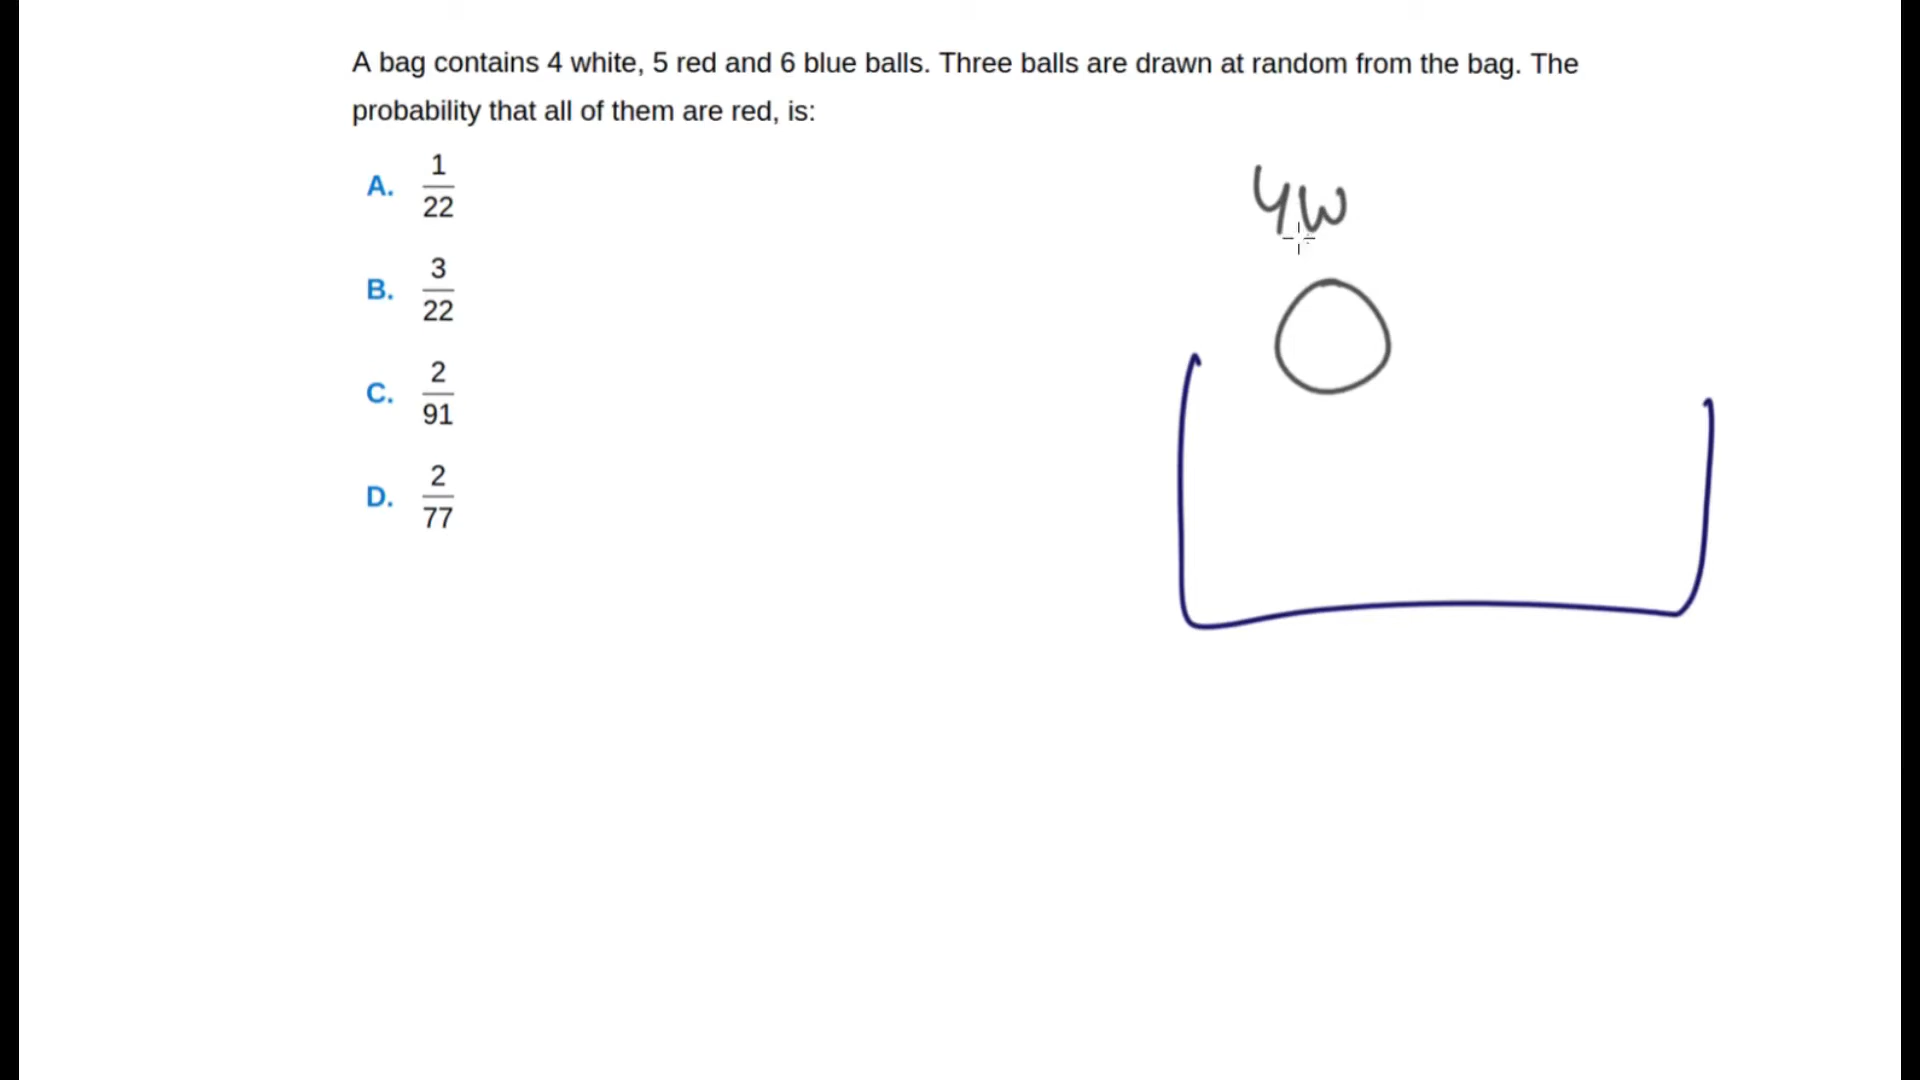 A bag contains 4 white, 5 red and 6 blue balls. Three balls are drawn at random from the bag. The
probability that all of them are red, is:
A. 1/22
B. 3/22
C. 2/91
D. 2/77
4W